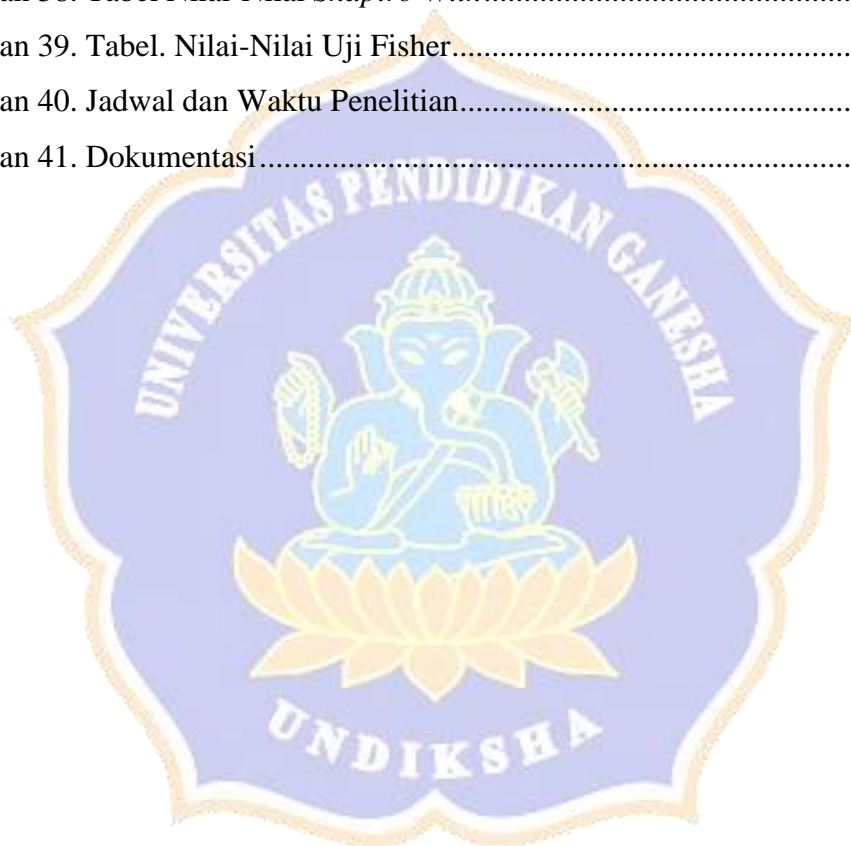 an 39. Tabel. Nilai-Nilai Uji Fisher
an 40. Jadwal dan Waktu Penelitian
an 41. Dokumentasi
UNIVERSITAS PENDIDIKAN GANESHA
UNDIKSHA